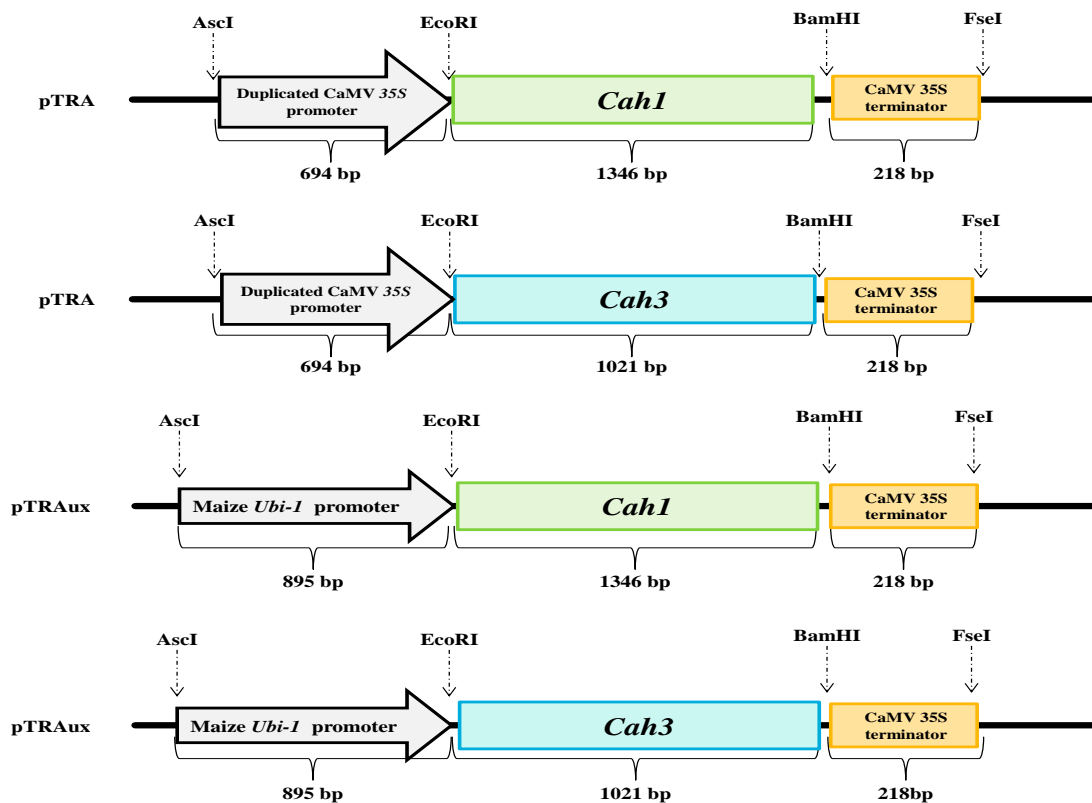 AscI EcoRI BamHI FseI
pTRA Duplicated CaMV 35S promoter Cah1 CaMV 35S terminator
694 bp 1346 bp 218 bp
AscI EcoRI BamHI FseI
pTRA Duplicated CaMV 35S promoter Cah3 CaMV 35S terminator
694 bp 1021 bp 218 bp
AscI EcoRI BamHI FseI
pTRAux Maize Ubi-1 promoter Cah1 CaMV 35S terminator
895 bp 1346 bp 218 bp
AscI EcoRI BamHI FseI
pTRAux Maize Ubi-1 promoter Cah3 CaMV 35S terminator
895 bp 1021 bp 218bp